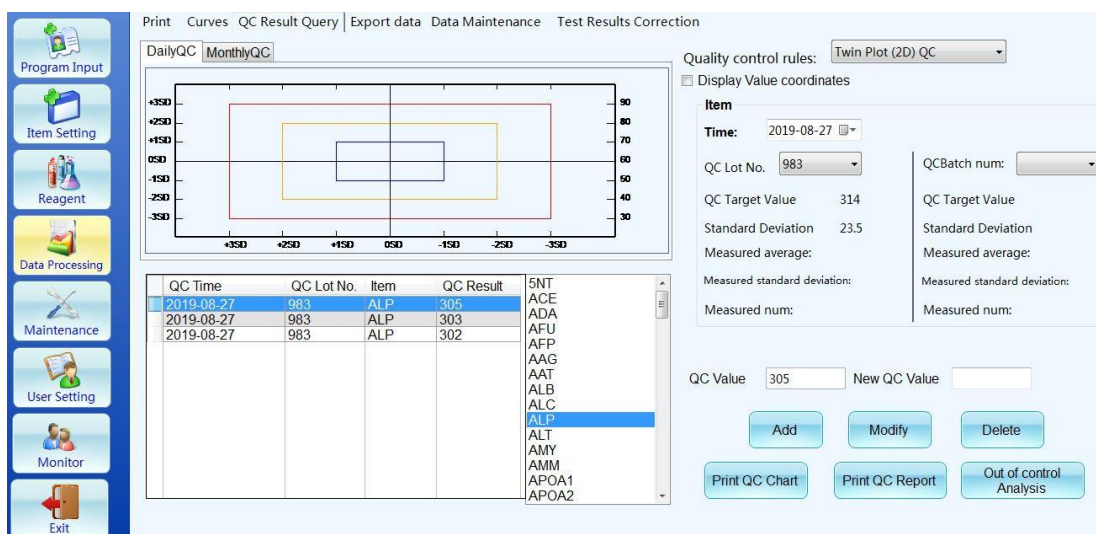 Print Curves QC Result Query Export data Data Maintenance Test Results Correction
Program Input
Item Setting
Reagent
Data Processing
Maintenance
User Setting
Monitor
Exit
DailyQC MonthlyQC
+3SD
+2SD
+1SD
0SD
-1SD
-2SD
-3SD
90
80
70
60
50
40
30
+3SD +2SD +1SD 0SD -1SD -2SD -3SD
QC Time QC Lot No. Item QC Result
2019-08-27 983 ALP 305
2019-08-27 983 ALP 303
2019-08-27 983 ALP 302
5NT
ACE
ADA
AFU
AFP
AAG
AAT
ALB
ALC
ALP
ALT
AMY
AMM
APOA1
APOA2
Quality control rules: Twin Plot (2D) QC
Display Value coordinates
Item
Time: 2019-08-27
QC Lot No. 983
QC Target Value 314
Standard Deviation 23.5
Measured average:
Measured standard deviation:
Measured num:
QCBatch num:
QC Target Value
Standard Deviation
Measured average:
Measured standard deviation:
Measured num:
QC Value 305 New QC Value
Add Modify Delete
Print QC Chart Print QC Report Out of control
Analysis